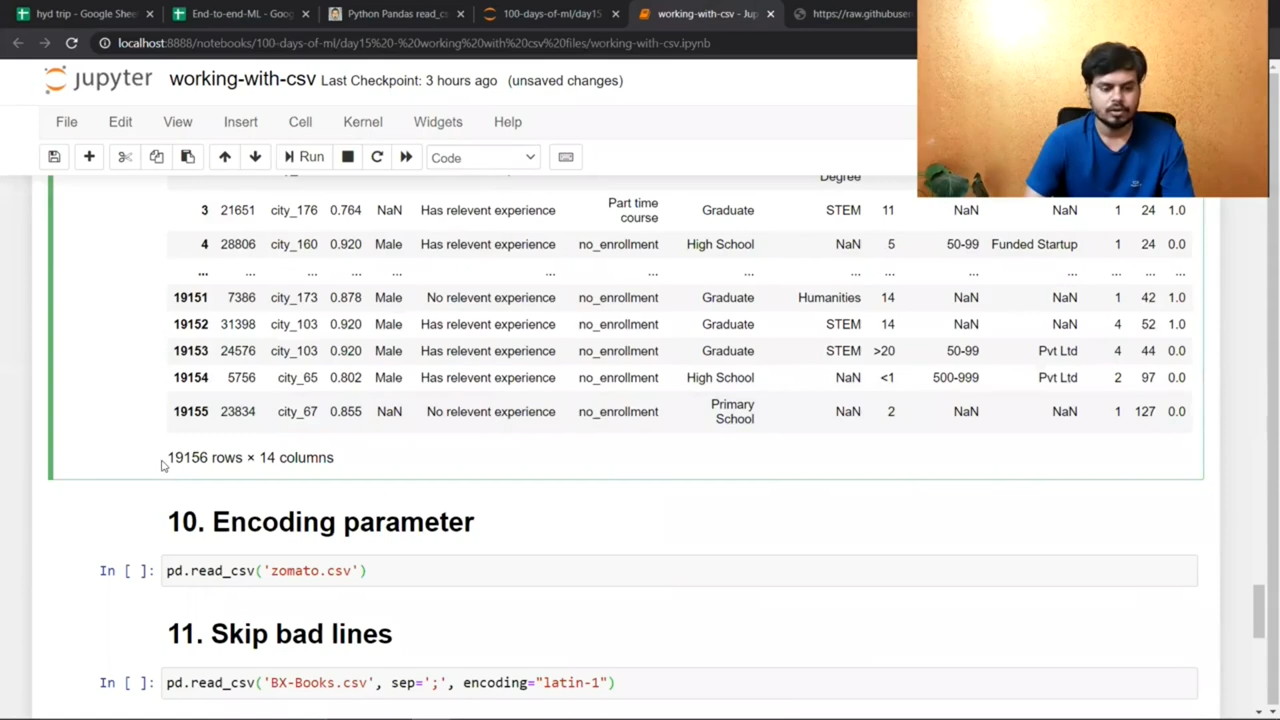 hyd trip - Google Shee
End-to-end-ML - Goog
Python Pandas read_c
100-days-of-ml/day15
working-with-csv - Jup
https://raw.githubuser
localhost:8888/notebooks/100-days-of-ml/day15%20-%20working%20with%20csv%20files/working-with-csv.ipynb
jupyter working-with-csv Last Checkpoint: 3 hours ago (unsaved changes)
File Edit View Insert Cell Kernel Widgets Help
Run Code
Degree
3 21651 city_176 0.764 NaN Has relevent experience Part time course Graduate STEM 11 NaN NaN 1 24 1.0
4 28806 city_160 0.920 Male Has relevent experience no_enrollment High School NaN 5 50-99 Funded Startup 1 24 0.0
... ... ... ... ... ... ... ... ... ... ... ... ... ... ...
19151 7386 city_173 0.878 Male No relevent experience no_enrollment Graduate Humanities 14 NaN NaN 1 42 1.0
19152 31398 city_103 0.920 Male Has relevent experience no_enrollment Graduate STEM 14 NaN NaN 4 52 1.0
19153 24576 city_103 0.920 Male Has relevent experience no_enrollment Graduate STEM >20 50-99 Pvt Ltd 4 44 0.0
19154 5756 city_65 0.802 Male Has relevent experience no_enrollment High School NaN <1 500-999 Pvt Ltd 2 97 0.0
19155 23834 city_67 0.855 NaN No relevent experience no_enrollment Primary School NaN 2 NaN NaN 1 127 0.0
19156 rows × 14 columns
10. Encoding parameter
In [ ]: pd.read_csv('zomato.csv')
11. Skip bad lines
In [ ]: pd.read_csv('BX-Books.csv', sep=';', encoding="latin-1")